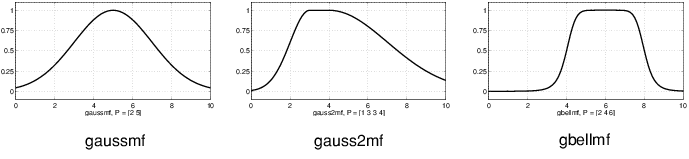 1
0.75
0.5
0.25
0
0 2 4 6 8 10
gaussmf, P = [2 5]
gaussmf
1
0.75
0.5
0.25
0
0 2 4 6 8 10
gauss2mf, P = [1 3 3 4]
gauss2mf
1
0.75
0.5
0.25
0
0 2 4 6 8 10
gbellmf, P = [2 4 6]
gbellmf